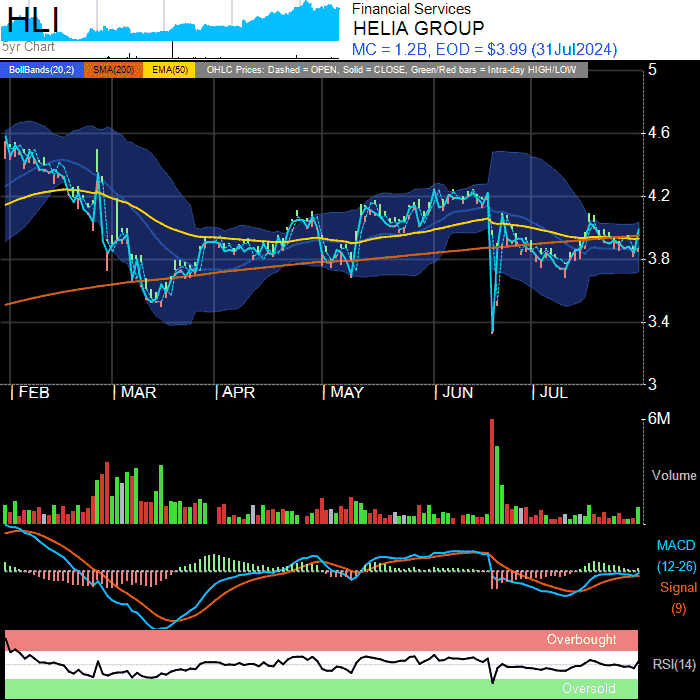 HLI
5yr Chart
Financial Services
HELIA GROUP
MC = 1.2B, EOD = $3.99 (31Jul2024)
BollBands(20,2) SMA(200) EMA(50) OHLC Prices: Dashed = OPEN, Solid = CLOSE, Green/Red bars = Intra-day HIGH/LOW
5
4.6
4.2
3.8
3.4
3
FEB MAR APR MAY JUN JUL
6M
Volume
MACD
(12-26)
Signal
(9)
Overbought
RSI(14)
Oversold